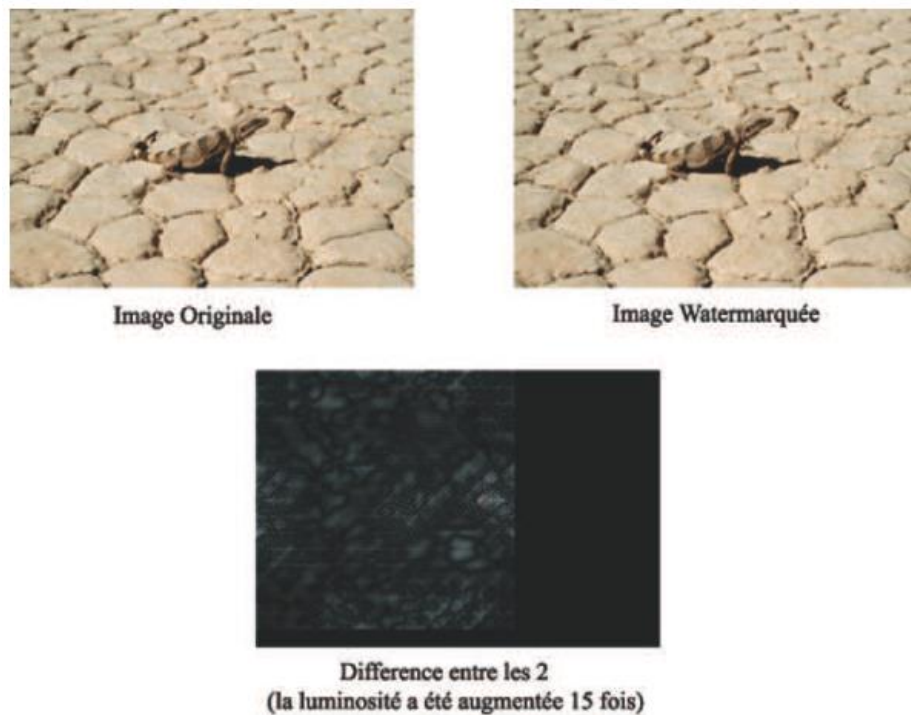 Image Originale
Image Watermarquée
Difference entre les 2
(la luminosité a été augmentée 15 fois)